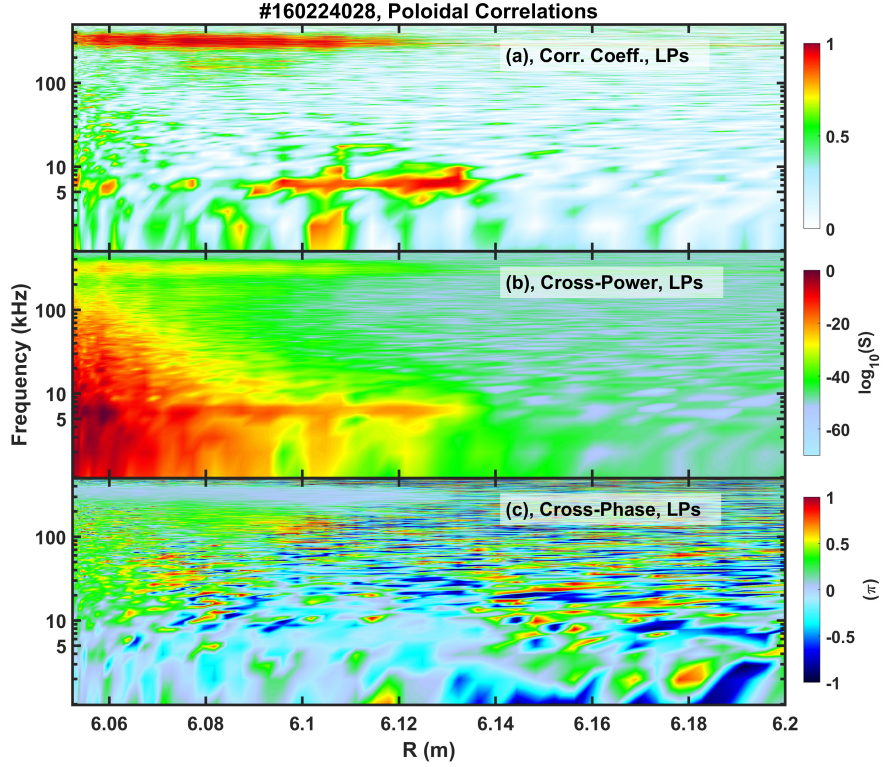 #160224028, Poloidal Correlations
(a), Corr. Coeff., LPs
100
10
5
1
0.5
0
(b), Cross-Power, LPs
100
10
5
0
-20
-40
-60
log10(S)
Frequency (kHz)
(c), Cross-Phase, LPs
100
10
5
1
0.5
0
-0.5
-1
(π)
6.06 6.08 6.1 6.12 6.14 6.16 6.18 6.2
R (m)